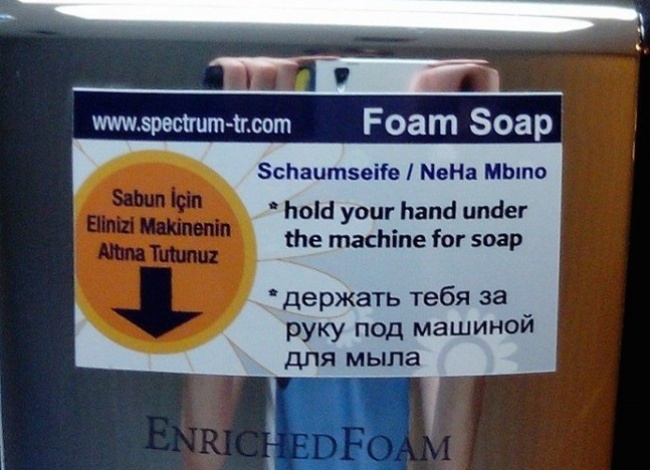 www.spectrum-tr.com Foam Soap
Schaumseife / NeHa Mbıno
Sabun İçin
Elinizi Makinenin
Altına Tutunuz
* hold your hand under
the machine for soap
* держать тебя за
руку под машиной
для мыла
ENRICHEDFOAM